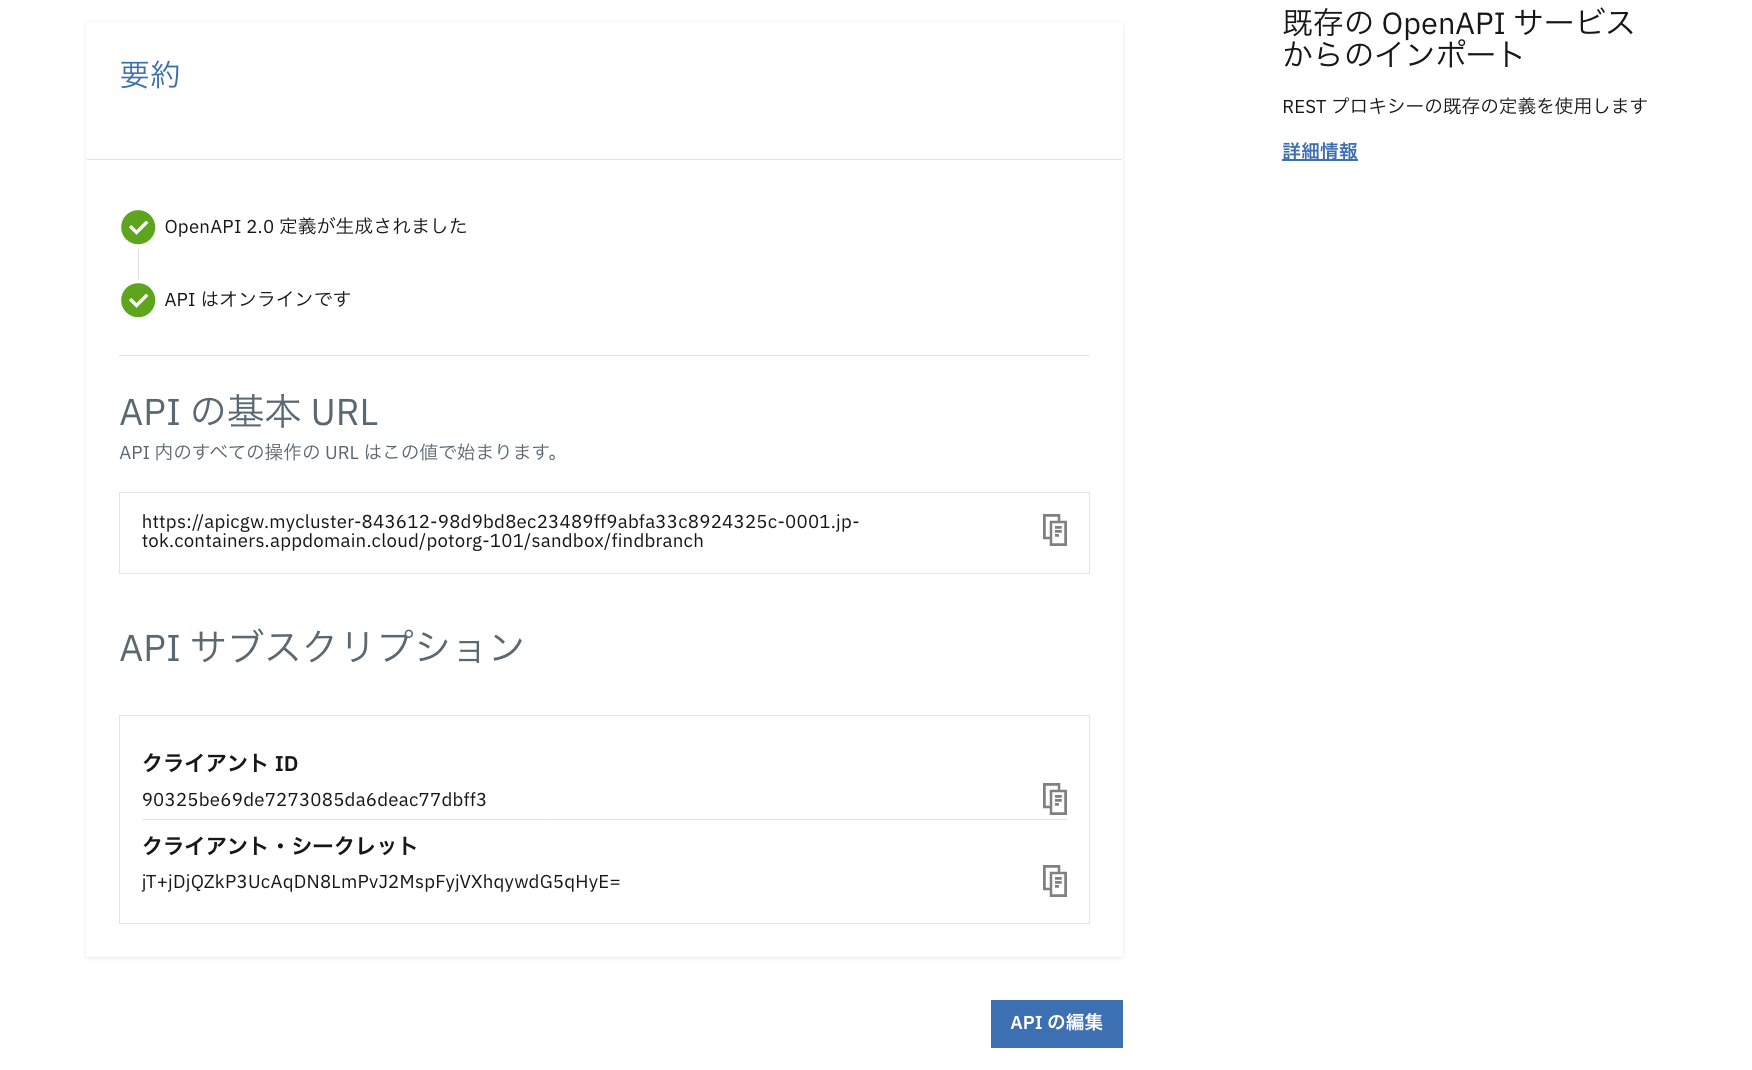 要約
OpenAPI 2.0 定義が生成されました
API はオンラインです
API の基本 URL
API 内のすべての操作の URL はこの値で始まります。
https://apicgw.mycluster-843612-98d9bd8ec23489ff9abfa33c8924325c-0001.jp-
tok.containers.appdomain.cloud/potorg-101/sandbox/findbranch
API サブスクリプション
クライアント ID
90325be69de7273085da6deac77dbff3
クライアント・シークレット
jT+jDjQZkP3UcAqDN8LmPvJ2MspFyjVXhqywdG5qHyE=
API の編集
既存の OpenAPI サービス
からのインポート
REST プロキシーの既存の定義を使用します
詳細情報